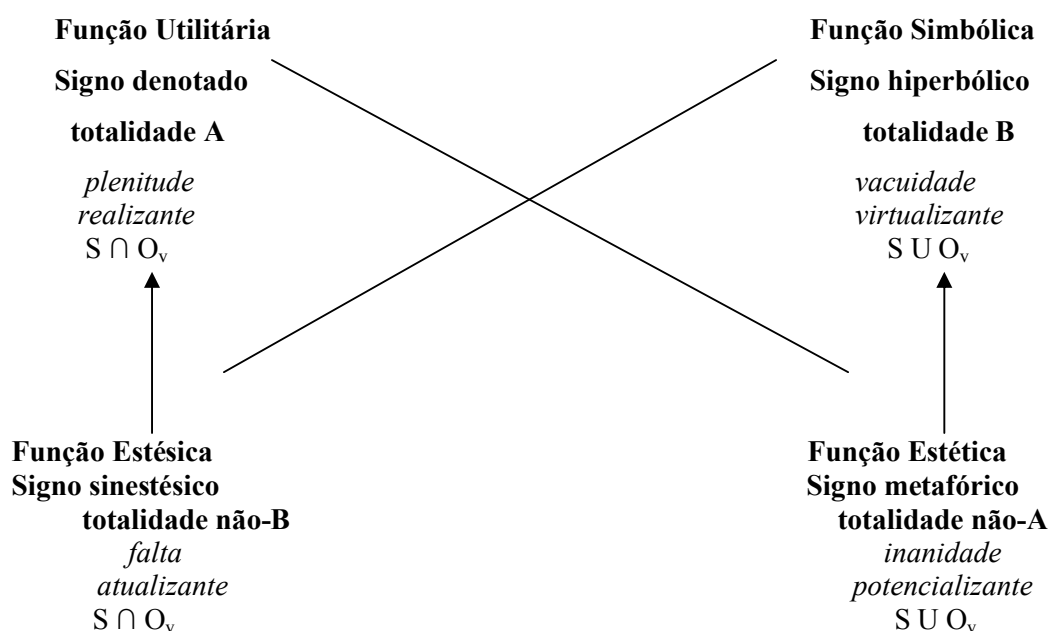 Função Utilitária
Signo denotado
totalidade A
plenitude
realizante
S ∩ Oᵥ
Função Simbólica
Signo hiperbólico
totalidade B
vacuidade
virtualizante
S U Oᵥ
Função Estésica
Signo sinestésico
totalidade não-B
falta
atualizante
S ∩ Oᵥ
Função Estética
Signo metafórico
totalidade não-A
inanidade
potencializante
S U Oᵥ